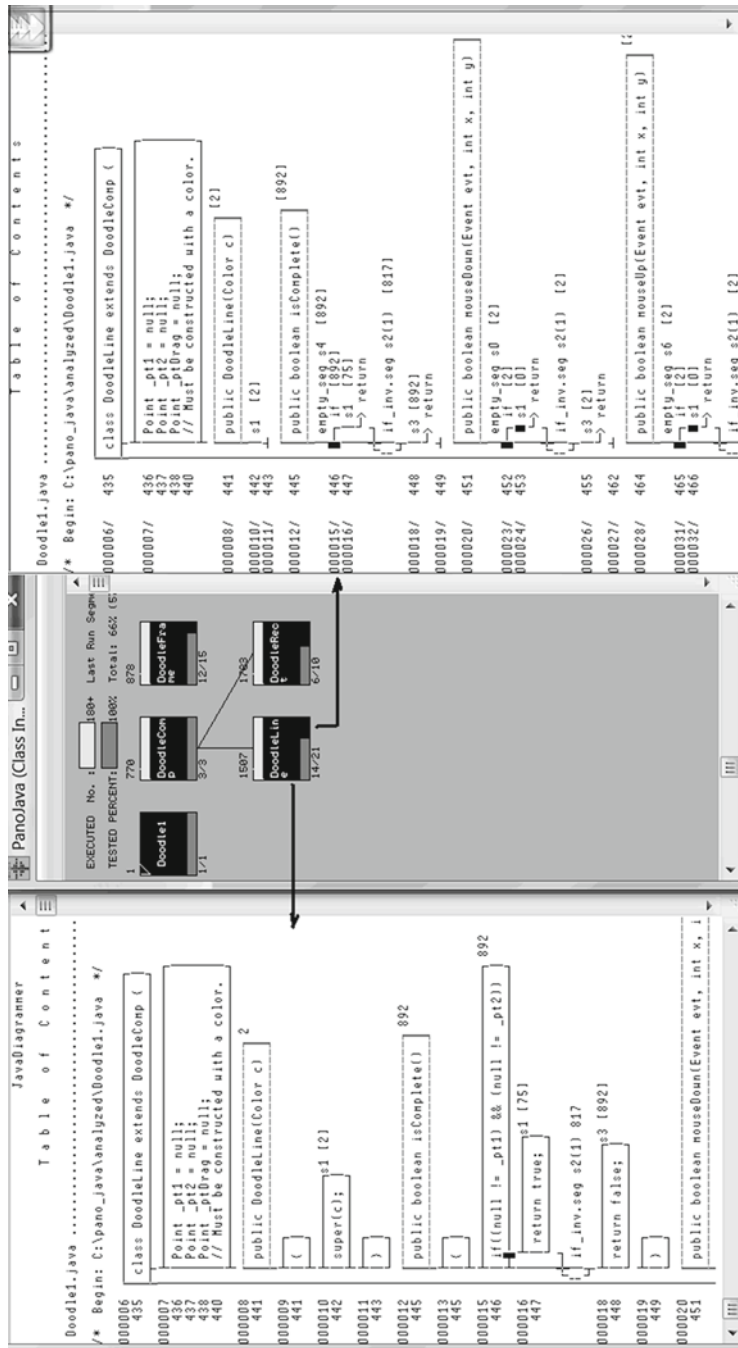 JavaDiagrammer
T a b l e o f C o n t e n t
Doodle1.java
/* Begin: C:\pano_java\analyzed\Doodle1.java */
000006
435 class DoodleLine extends DoodleComp {
000007
436 Point _pt1 = null;
437 Point _pt2 = null;
438 Point _ptDrag = null;
440 // Must be constructed with a color.
000008 2
441 public DoodleLine(Color c)
000009
441 {
000010 s1 [2]
442 super(c);
000011
443 }
000012 892
445 public boolean isComplete()
000013
445 {
000015 892
446 if((null != _pt1) && (null != _pt2))
000016 s1 [75]
447 return true;
if_inv.seg s2(1) 817
000018 s3 [892]
448 return false;
000019
449 }
000020
451 public boolean mouseDown(Event evt, int x, i
PanoJava (Class In...
EXECUTED No. : 180+ Last Run Segm
TESTED PERCENT: 100% Total: 66% (5
1 770 878
Doodle1 DoodleCom
p DoodleFra
me
1/1 3/3 12/15
1507 1783
DoodleLin
e DoodleRec
t
14/21 6/10
T a b l e o f C o n t e n t s
Doodle1.java
/* Begin: C:\pano_java\analyzed\Doodle1.java */
000006/ 435 class DoodleLine extends DoodleComp {
000007/ 436 Point _pt1 = null;
437 Point _pt2 = null;
438 Point _ptDrag = null;
440 // Must be constructed with a color.
000008/ 441 public DoodleLine(Color c) [2]
000010/ 442 s1 [2]
000011/ 443
000012/ 445 public boolean isComplete() [892]
empty_seg s4 [892]
000015/ 446 if [892]
000016/ 447 s1 [75]
> return
if_inv.seg s2(1) [817]
000018/ 448 s3 [892]
> return
000019/ 449
000020/ 451 public boolean mouseDown(Event evt, int x, int y)
empty_seg s0 [2]
000023/ 452 if [2]
000024/ 453 s1 [0]
> return
if_inv.seg s2(1) [2]
000026/ 455 s3 [2]
> return
000027/ 462
000028/ 464 public boolean mouseUp(Event evt, int x, int y)
empty_seg s6 [2]
000031/ 465 if [2]
000032/ 466 s1 [0]
> return
if_inv.seg s2(1) [2]